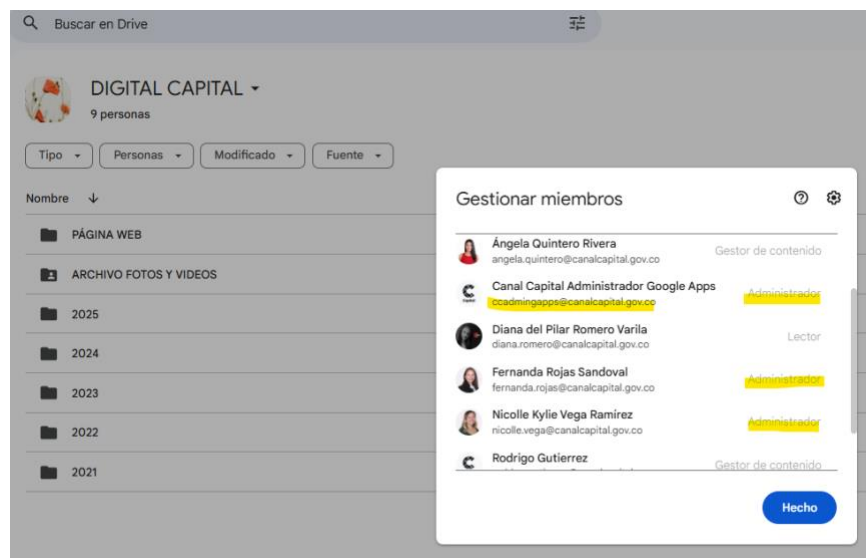 Buscar en Drive
DIGITAL CAPITAL
9 personas
Tipo
Personas
Modificado
Fuente
Nombre
PÁGINA WEB
ARCHIVO FOTOS Y VIDEOS
2025
2024
2023
2022
2021
Gestionar miembros
Ángela Quintero Rivera
Gestor de contenido
angela.quintero@canalcapital.gov.co
Canal Capital Administrador Google Apps
Administrador
ccadmingapps@canalcapital.gov.co
Diana del Pilar Romero Varila
Lector
diana.romero@canalcapital.gov.co
Fernanda Rojas Sandoval
Administrador
fernanda.rojas@canalcapital.gov.co
Nicolle Kylie Vega Ramírez
Administrador
nicolle.vega@canalcapital.gov.co
Rodrigo Gutierrez
Gestor de contenido
Hecho